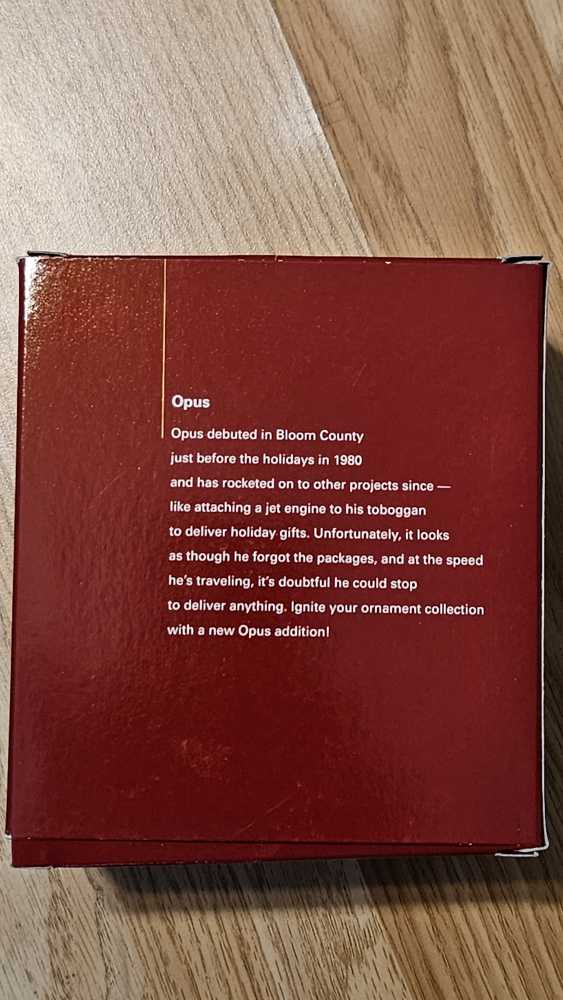 Opus
Opus debuted in Bloom County
just before the holidays in 1980
and has rocketed on to other projects since —
like attaching a jet engine to his toboggan
to deliver holiday gifts. Unfortunately, it looks
as though he forgot the packages, and at the speed
he's traveling, it's doubtful he could stop
to deliver anything. Ignite your ornament collection
with a new Opus addition!